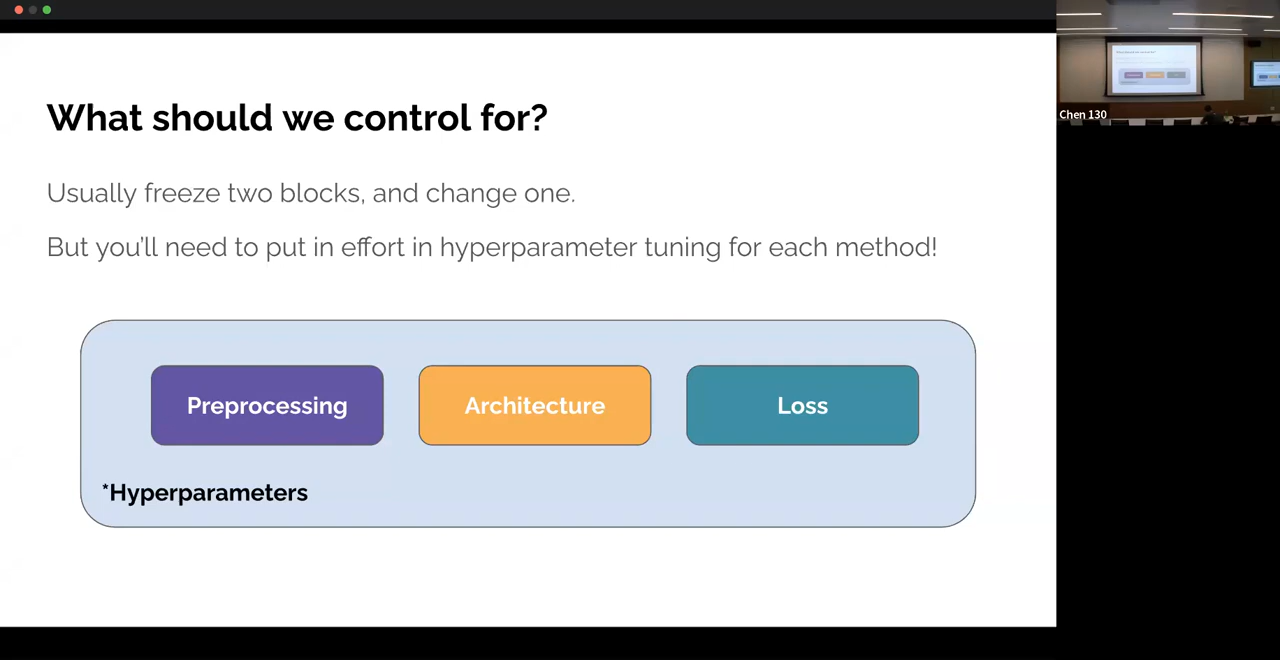 What should we control for?
Usually freeze two blocks, and change one.
But you'll need to put in effort in hyperparameter tuning for each method!
Preprocessing
Architecture
Loss
*Hyperparameters
Chen 130